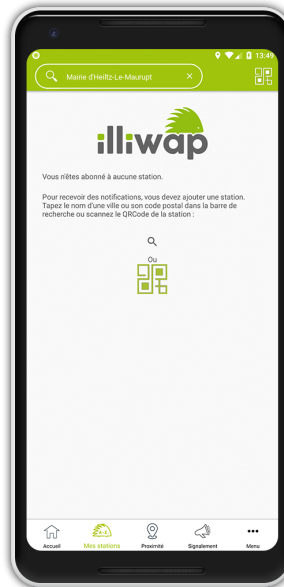 13:49
Mairie d'Heiltz-Le-Maurupt ×
illiwap
Vous n'êtes abonné à aucune station.
Pour recevoir des notifications, vous devez ajouter une station.
Tapez le nom d'une ville ou son code postal dans la barre de
recherche ou scannez le QRCode de la station :
Ou
Accueil
Mes stations
Proximité
Signalement
Menu